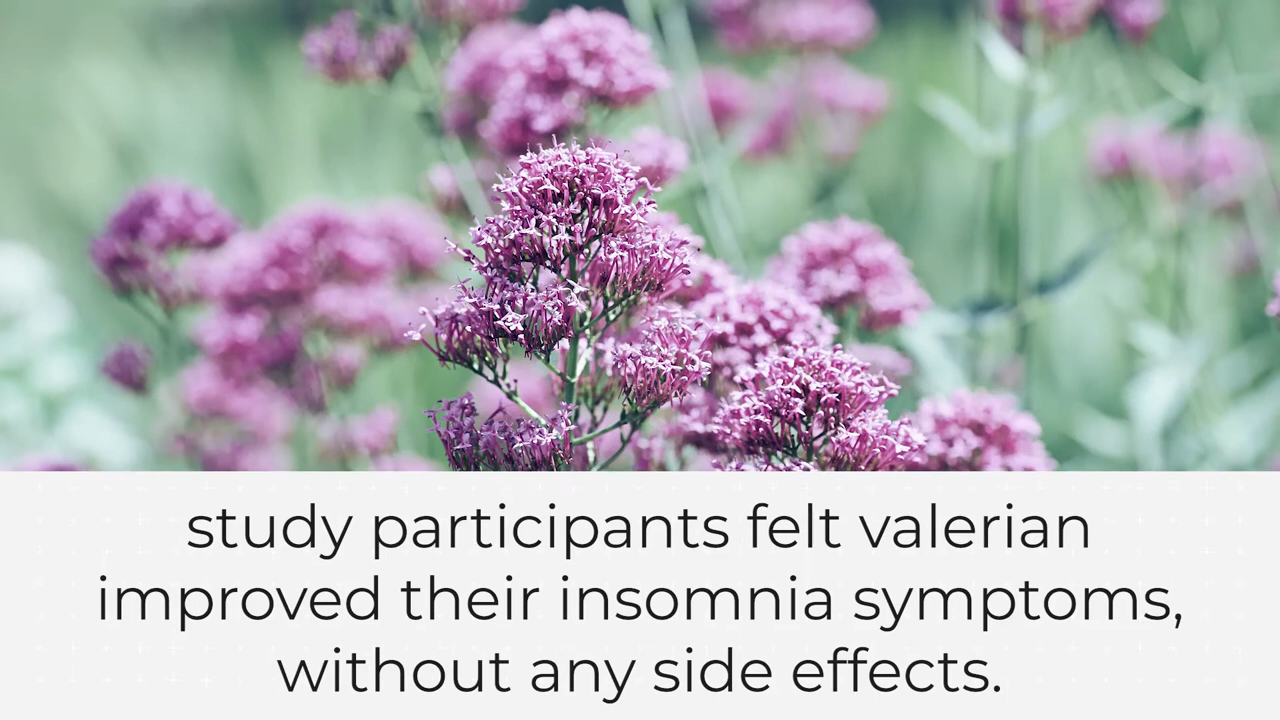 study participants felt valerian
improved their insomnia symptoms,
without any side effects.